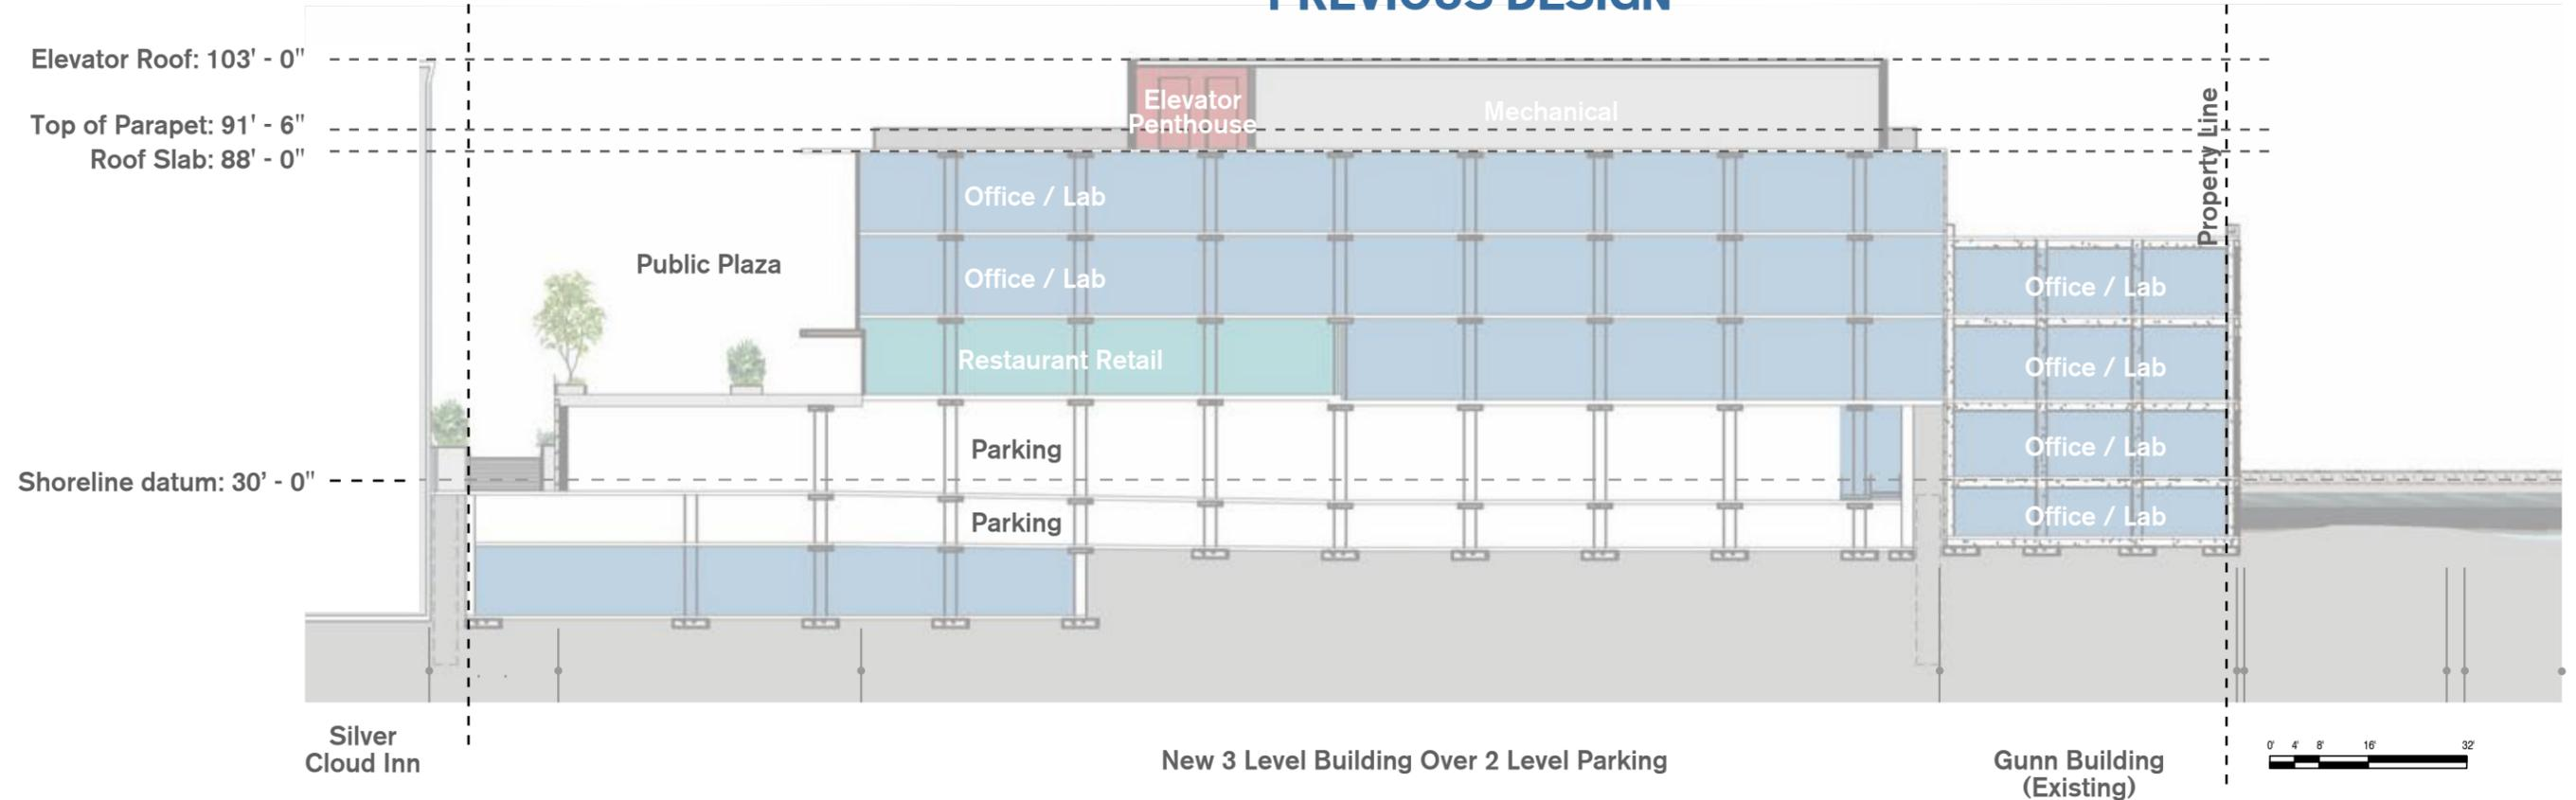 PREVIOUS DESIGN
Elevator Roof: 103' - 0"
Top of Parapet: 91' - 6"
Roof Slab: 88' - 0"
Elevator
Penthouse
Mechanical
Property Line
Office / Lab
Public Plaza
Office / Lab
Office / Lab
Restaurant Retail
Office / Lab
Parking
Office / Lab
Shoreline datum: 30’ - 0"
Parking
Office / Lab
Silver
Cloud Inn
New 3 Level Building Over 2 Level Parking
Gunn Building
(Existing)
0' 4' 8' 16' 32'